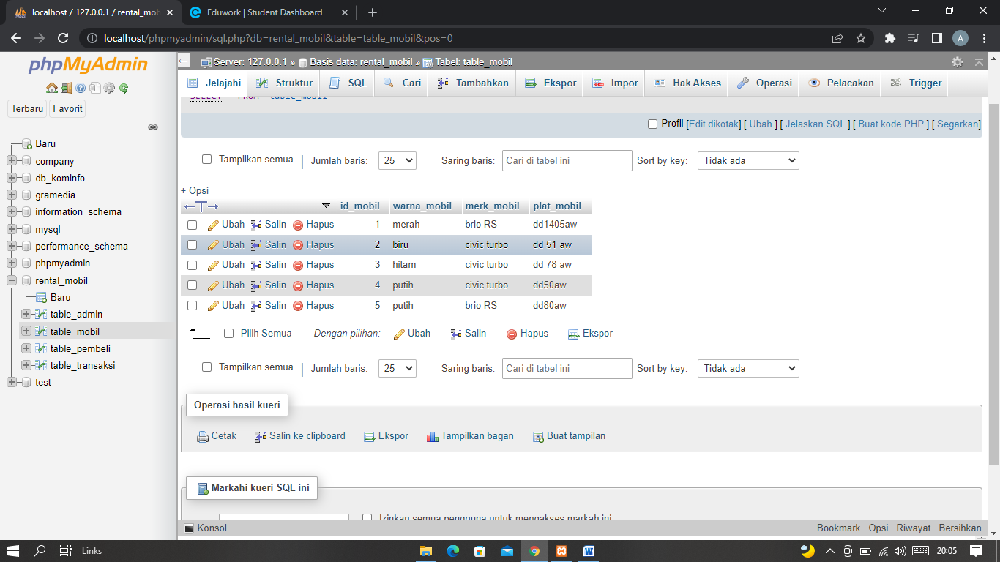 localhost / 127.0.0.1 / rental_mob
Eduwork | Student Dashboard
localhost/phpmyadmin/sql.php?db=rental_mobil&table=table_mobil&pos=0
A
phpMyAdmin
Terbaru Favorit
Baru
company
db_kominfo
gramedia
information_schema
mysql
performance_schema
phpmyadmin
rental_mobil
Baru
table_admin
table_mobil
table_pembeli
table_transaksi
test
Server: 127.0.0.1 » Basis data: rental_mobil » Tabel: table_mobil
Jelajahi Struktur SQL Cari Tambahkan Ekspor Impor Hak Akses Operasi Pelacakan Trigger
SELECT * FROM `table_mobil`
Profil [Edit dikotak] [ Ubah ] [ Jelaskan SQL ] [ Buat kode PHP ] [ Segarkan]
Tampilkan semua | Jumlah baris: 25 Saring baris: Cari di tabel ini Sort by key: Tidak ada
+ Opsi
←T→ id_mobil warna_mobil merk_mobil plat_mobil
Ubah Salin Hapus 1 merah brio RS dd1405aw
Ubah Salin Hapus 2 biru civic turbo dd 51 aw
Ubah Salin Hapus 3 hitam civic turbo dd 78 aw
Ubah Salin Hapus 4 putih civic turbo dd50aw
Ubah Salin Hapus 5 putih brio RS dd80aw
Pilih Semua Dengan pilihan: Ubah Salin Hapus Ekspor
Tampilkan semua | Jumlah baris: 25 Saring baris: Cari di tabel ini Sort by key: Tidak ada
Operasi hasil kueri
Cetak Salin ke clipboard Ekspor Tampilkan bagan Buat tampilan
Markahi kueri SQL ini
Izinkan semua pengguna untuk mengakses markah ini
Konsol Bookmark Opsi Riwayat Bersihkan
Links 20:05